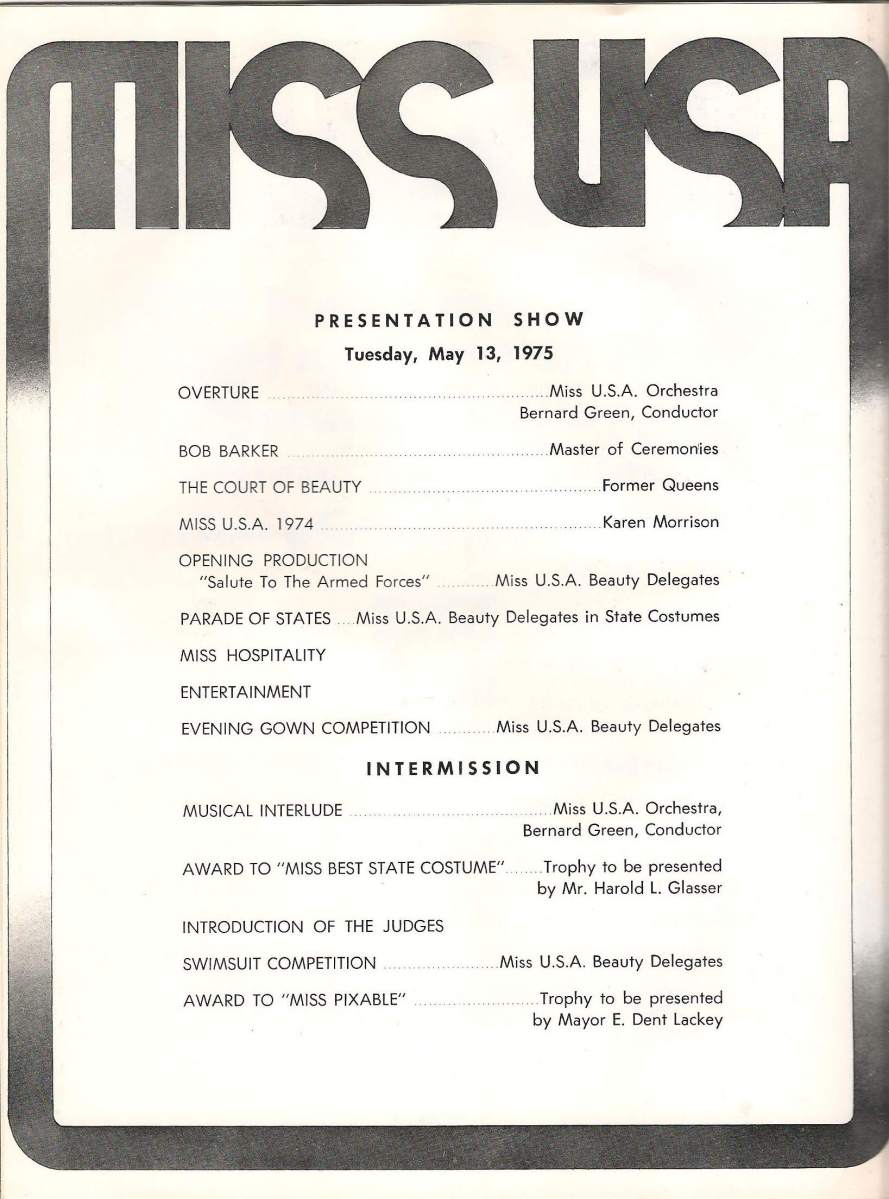 MISS USA
PRESENTATION SHOW
Tuesday, May 13, 1975
OVERTURE ........ Miss U.S.A. Orchestra
Bernard Green, Conductor
BOB BARKER ........ Master of Ceremonies
THE COURT OF BEAUTY ........ Former Queens
MISS U.S.A. 1974 ........ Karen Morrison
OPENING PRODUCTION
"Salute To The Armed Forces" ........ Miss U.S.A. Beauty Delegates
PARADE OF STATES .... Miss U.S.A. Beauty Delegates in State Costumes
MISS HOSPITALITY
ENTERTAINMENT
EVENING GOWN COMPETITION ........ Miss U.S.A. Beauty Delegates
INTERMISSION
MUSICAL INTERLUDE ........ Miss U.S.A. Orchestra,
Bernard Green, Conductor
AWARD TO "MISS BEST STATE COSTUME" ........ Trophy to be presented
by Mr. Harold L. Glasser
INTRODUCTION OF THE JUDGES
SWIMSUIT COMPETITION ........ Miss U.S.A. Beauty Delegates
AWARD TO "MISS PIXABLE" ........ Trophy to be presented
by Mayor E. Dent Lackey